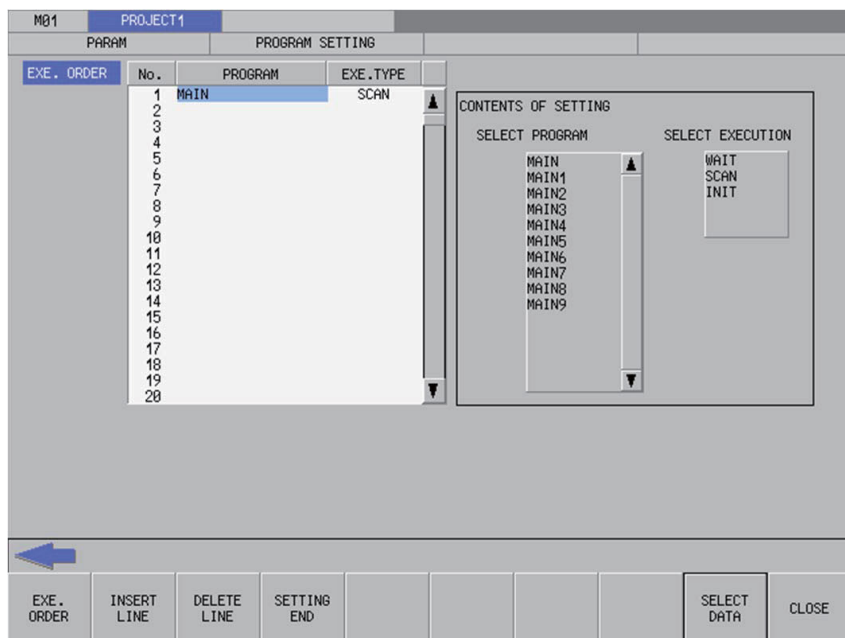 M01 PROJECT1
PARAM PROGRAM SETTING
EXE. ORDER No. PROGRAM EXE.TYPE
1 MAIN SCAN
2
3
4
5
6
7
8
9
10
11
12
13
14
15
16
17
18
19
20
CONTENTS OF SETTING
SELECT PROGRAM
MAIN
MAIN1
MAIN2
MAIN3
MAIN4
MAIN5
MAIN6
MAIN7
MAIN8
MAIN9
SELECT EXECUTION
WAIT
SCAN
INIT
EXE.
ORDER
INSERT
LINE
DELETE
LINE
SETTING
END
SELECT
DATA
CLOSE